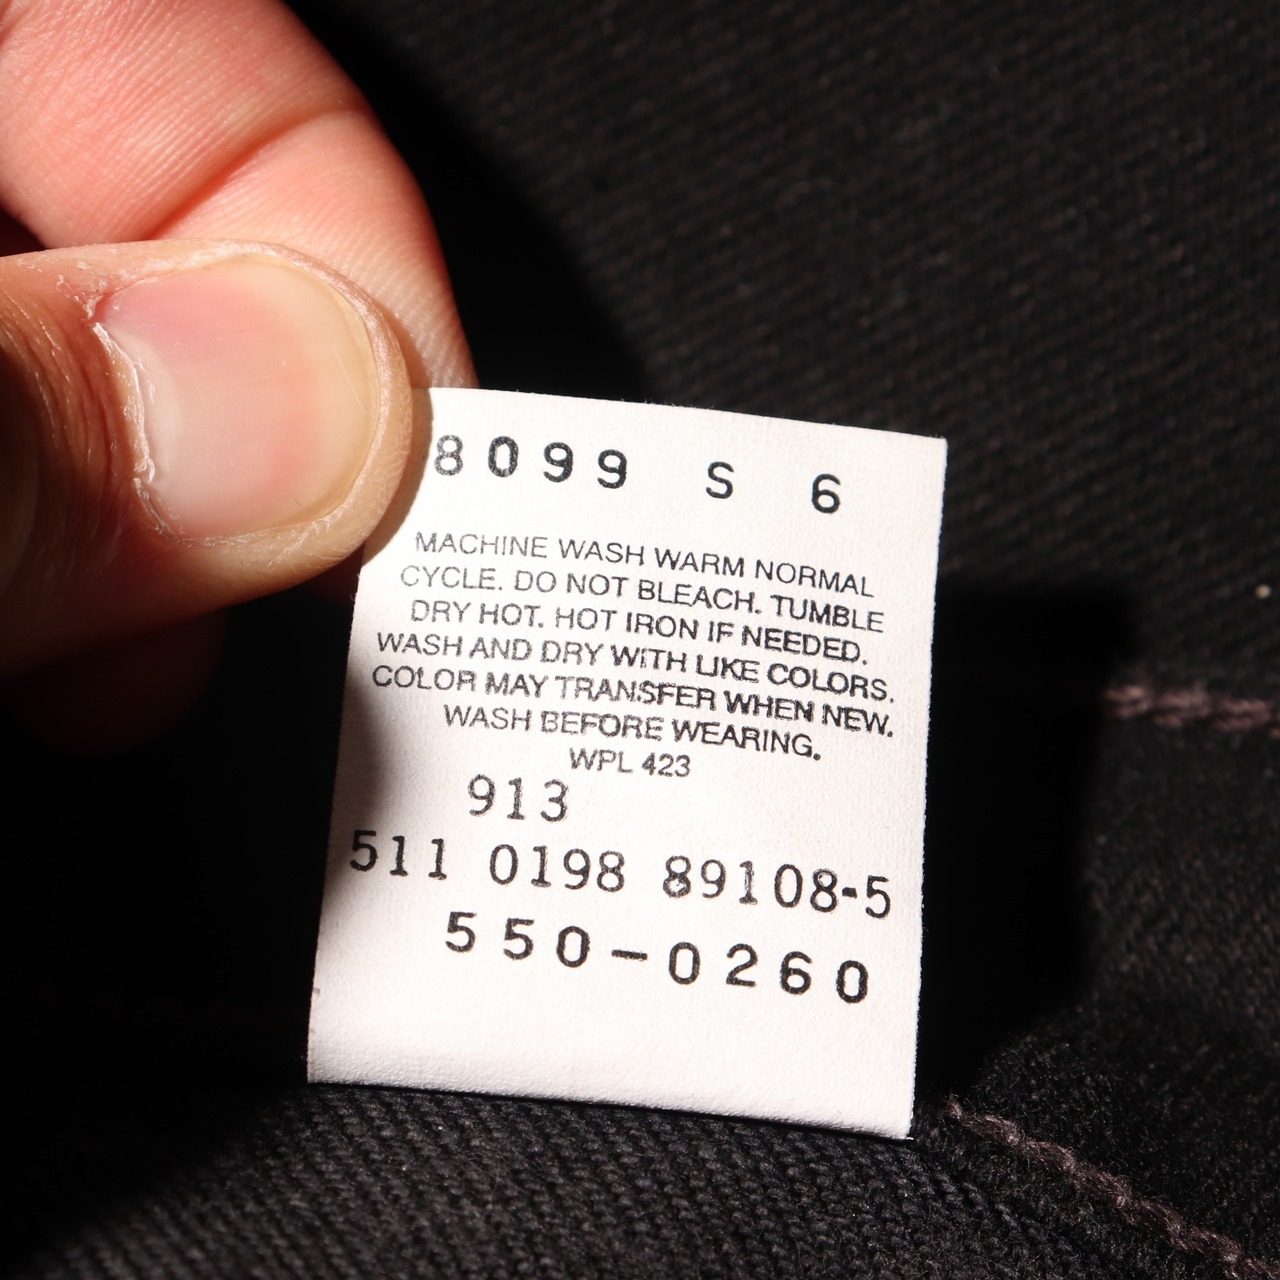 8099 S 6
MACHINE WASH WARM NORMAL
CYCLE. DO NOT BLEACH. TUMBLE
DRY HOT. HOT IRON IF NEEDED.
WASH AND DRY WITH LIKE COLORS.
COLOR MAY TRANSFER WHEN NEW.
WASH BEFORE WEARING.
WPL 423
913
511 0198 89108-5
550-0260